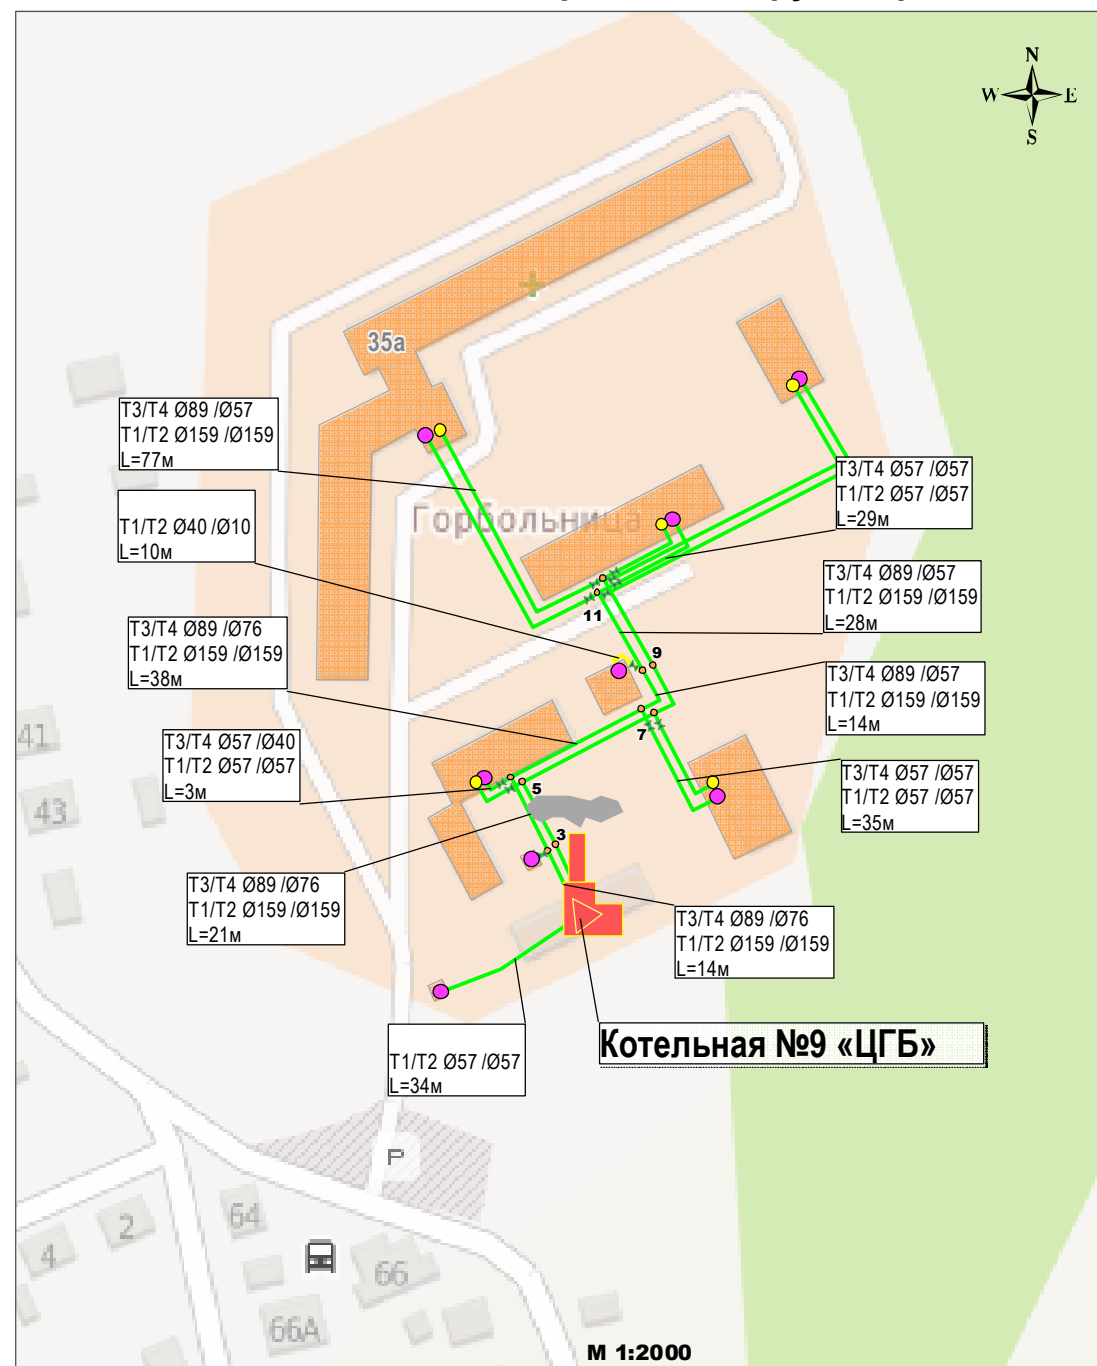 N
W E
S
35а
Т3/Т4 Ø89 /Ø57
Т1/Т2 Ø159 /Ø159
L=77м
Т3/Т4 Ø57 /Ø57
Т1/Т2 Ø57 /Ø57
L=29м
Горбольница
Т1/Т2 Ø40 /Ø10
L=10м
Т3/Т4 Ø89 /Ø57
Т1/Т2 Ø159 /Ø159
L=28м
11
Т3/Т4 Ø89 /Ø76
Т1/Т2 Ø159 /Ø159
L=38м
9
Т3/Т4 Ø89 /Ø57
Т1/Т2 Ø159 /Ø159
L=14м
7
41
Т3/Т4 Ø57 /Ø40
Т1/Т2 Ø57 /Ø57
L=3м
Т3/Т4 Ø57 /Ø57
Т1/Т2 Ø57 /Ø57
L=35м
5
43
3
Т3/Т4 Ø89 /Ø76
Т1/Т2 Ø159 /Ø159
L=21м
Т3/Т4 Ø89 /Ø76
Т1/Т2 Ø159 /Ø159
L=14м
Котельная №9 «ЦГБ»
Т1/Т2 Ø57 /Ø57
L=34м
P
64
2
4
66
66А
М 1:2000